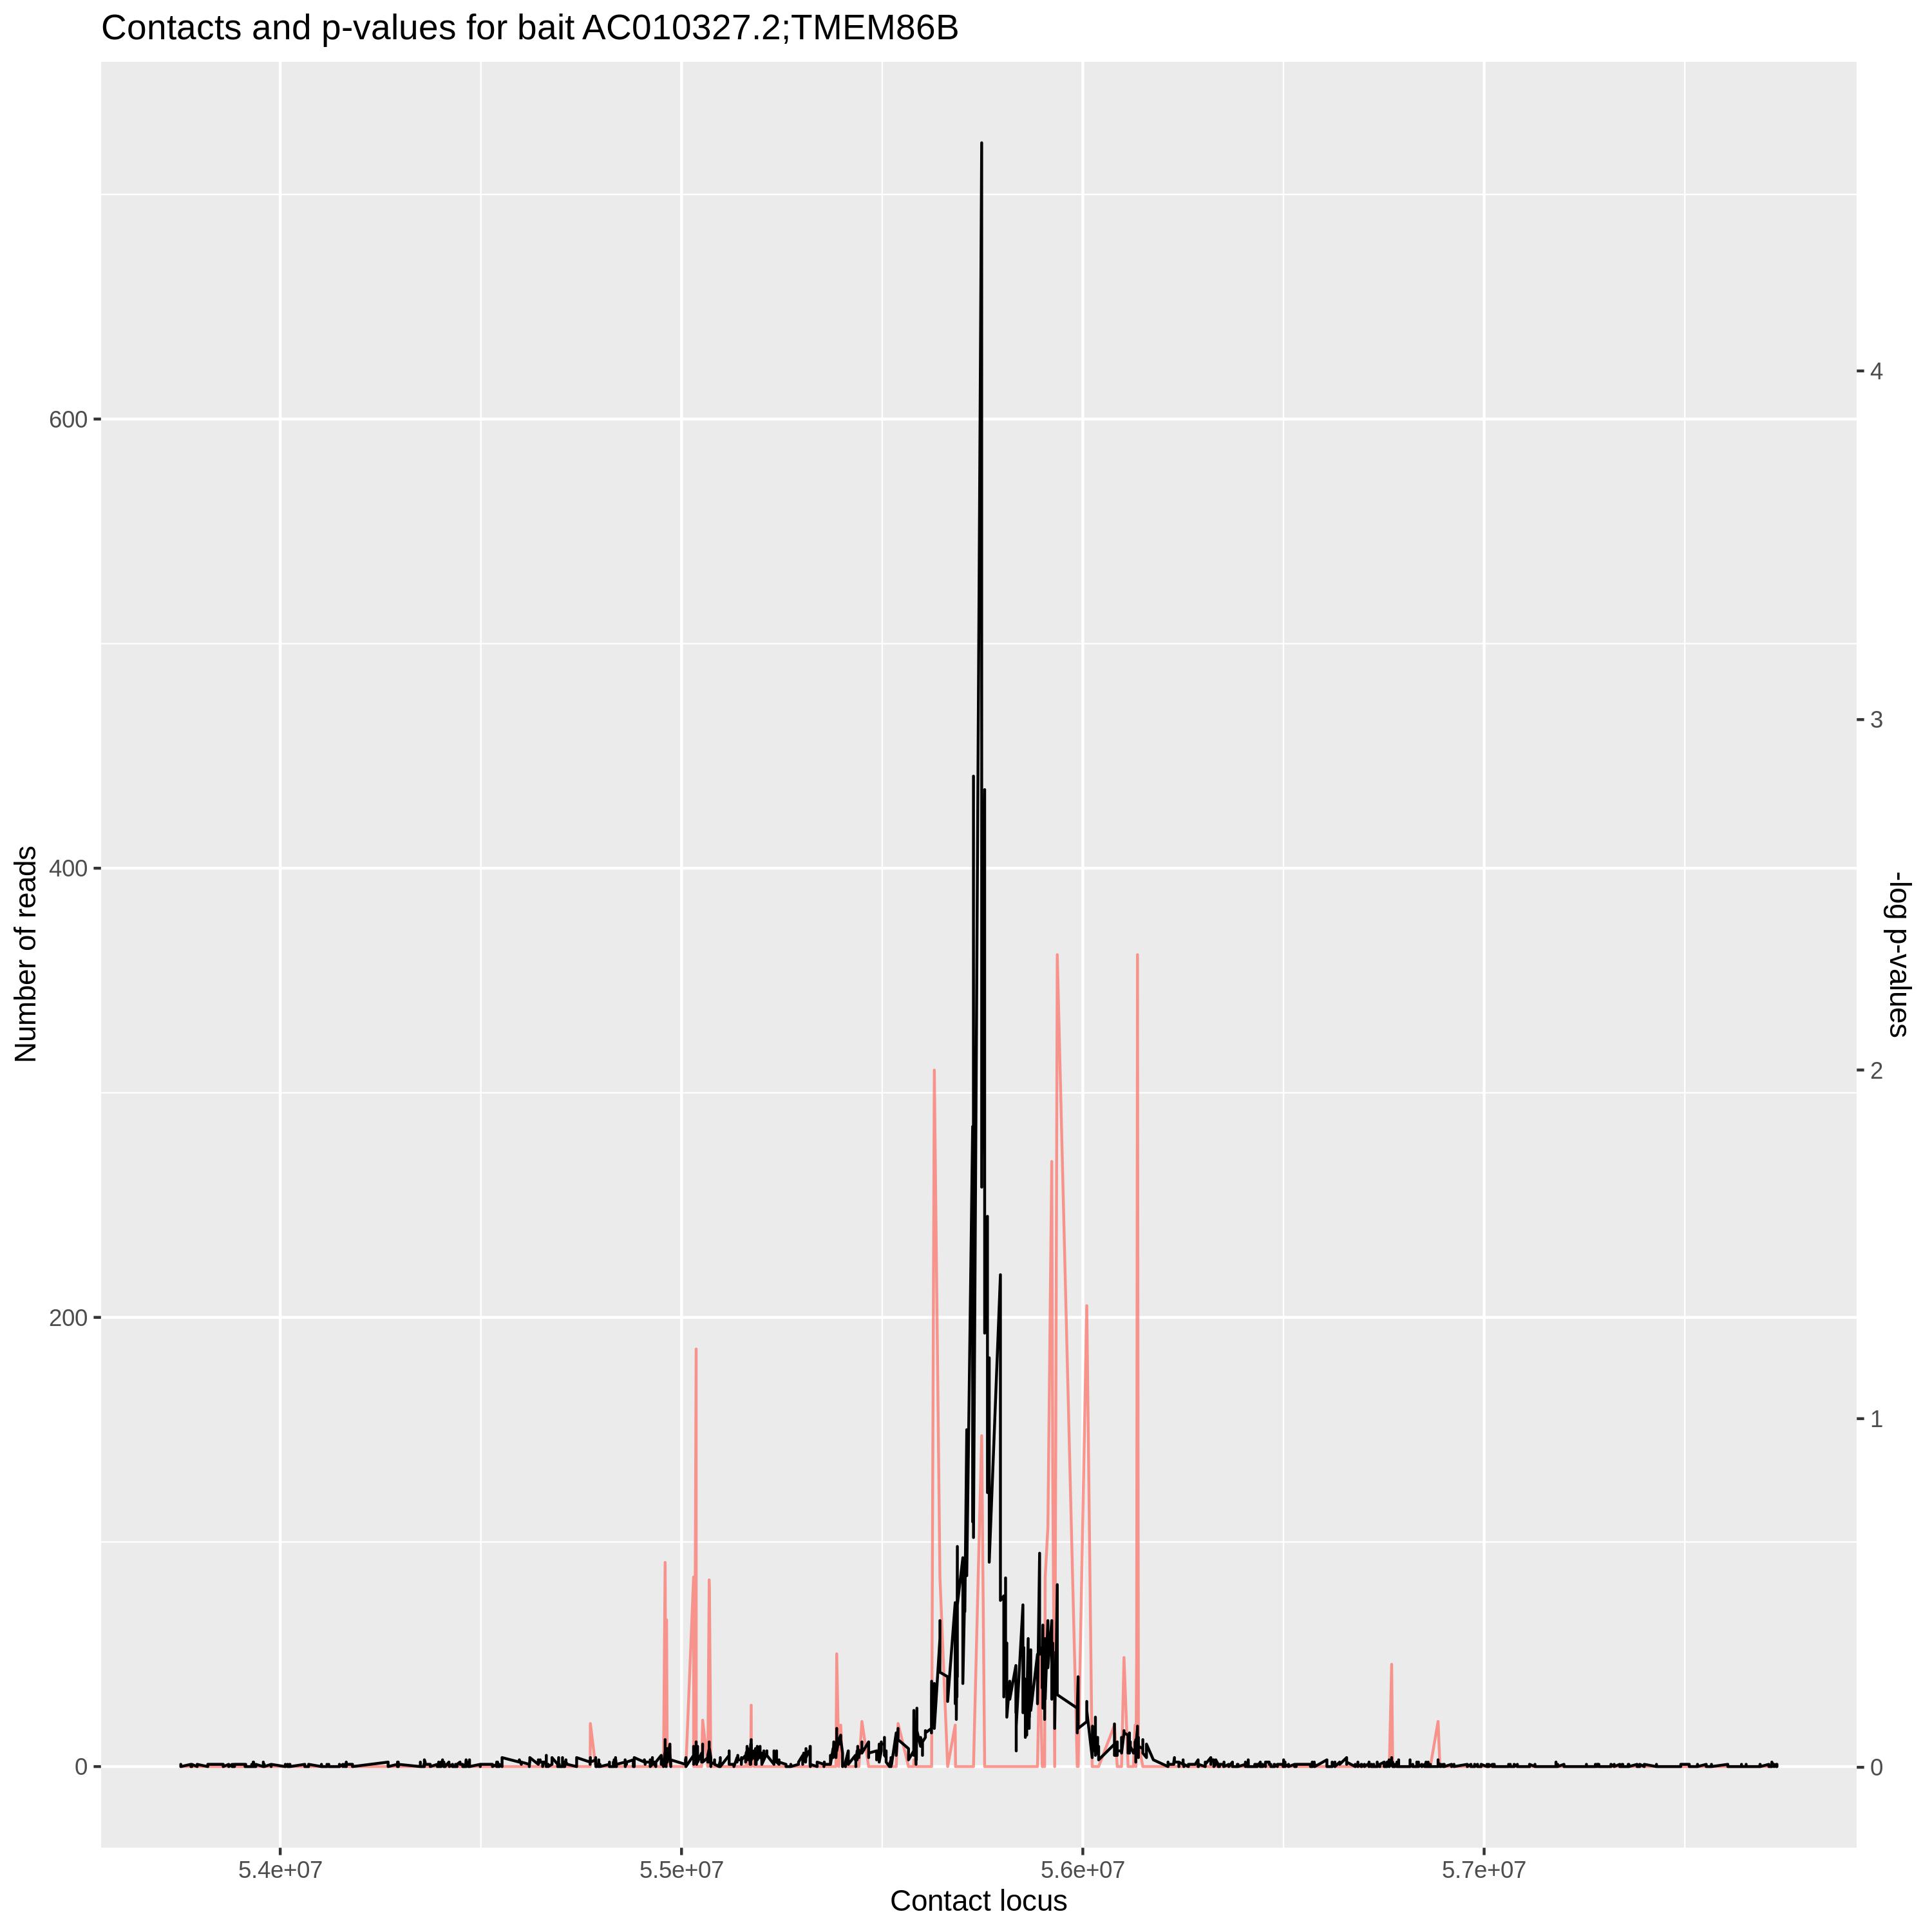 Contacts and p-values for bait AC010327.2;TMEM86B
Number of reads
600
400
200
0
4
3
2
1
0
-log p-values
5.4e+07 5.5e+07 5.6e+07 5.7e+07
Contact locus